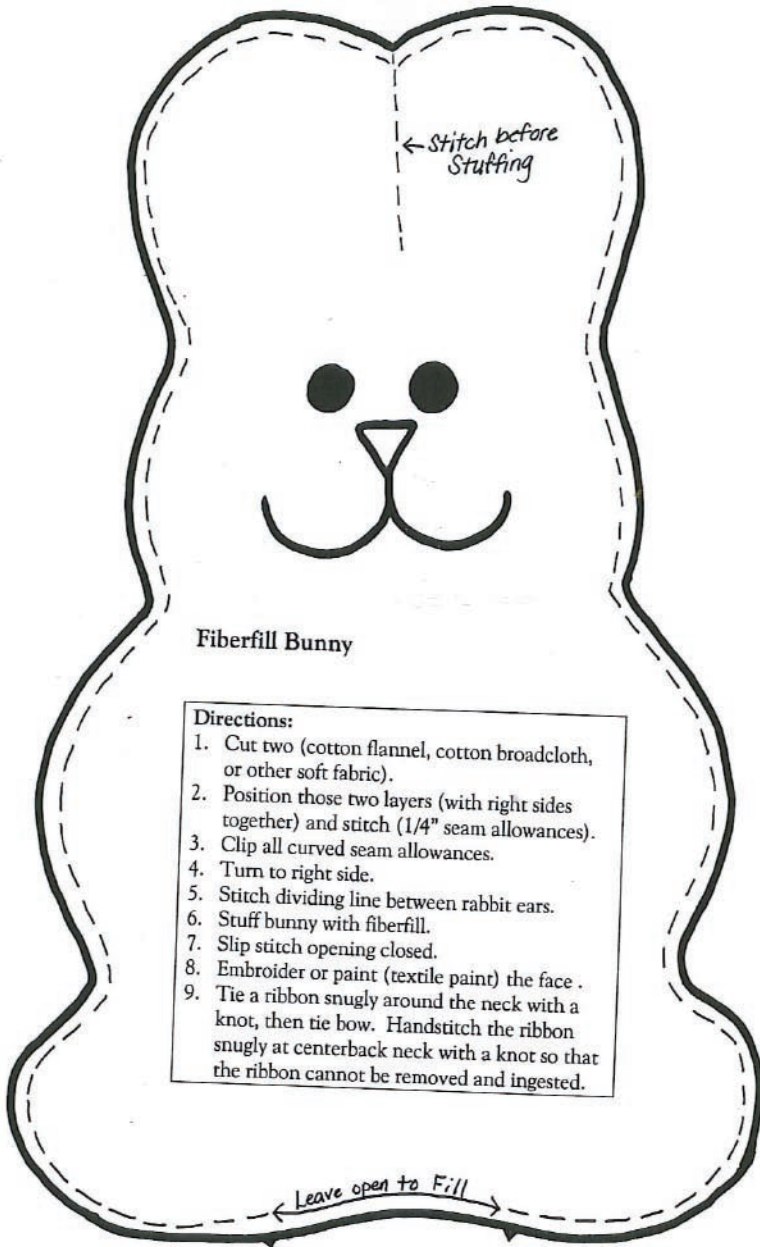 Stitch before
Stuffing
Fiberfill Bunny
Directions:
1. Cut two (cotton flannel, cotton broadcloth,
or other soft fabric).
2. Position those two layers (with right sides
together) and stitch (1/4" seam allowances).
3. Clip all curved seam allowances.
4. Turn to right side.
5. Stitch dividing line between rabbit ears.
6. Stuff bunny with fiberfill.
7. Slip stitch opening closed.
8. Embroider or paint (textile paint) the face .
9. Tie a ribbon snugly around the neck with a
knot, then tie bow. Handstitch the ribbon
snugly at centerback neck with a knot so that
the ribbon cannot be removed and ingested.
Leave open to Fill